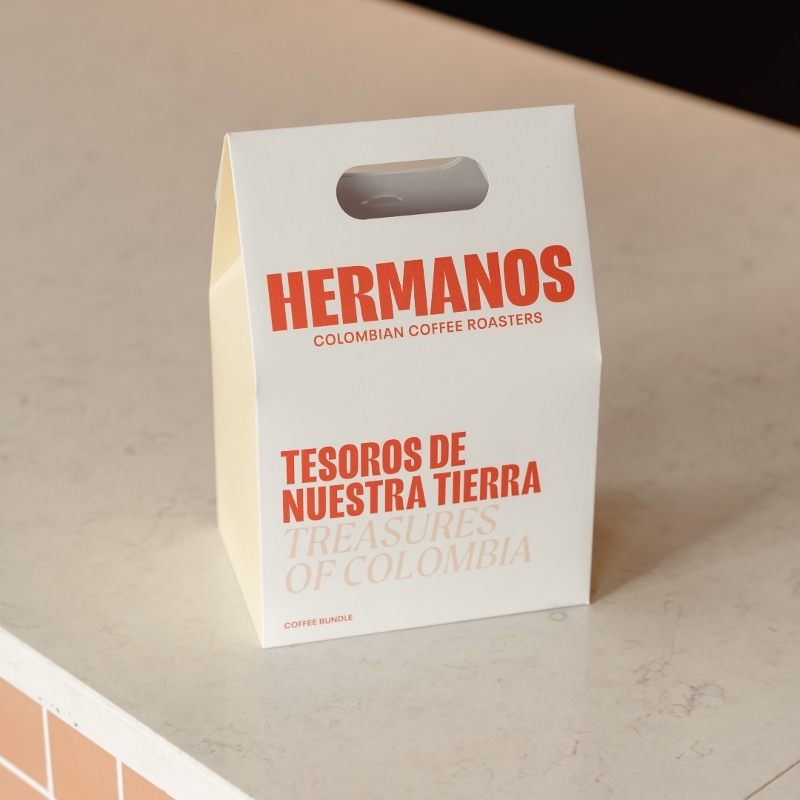 HERMANOS
COLOMBIAN COFFEE ROASTERS
TESOROS DE
NUESTRA TIERRA
TREASURES
OF COLOMBIA
COFFEE BUNDLE